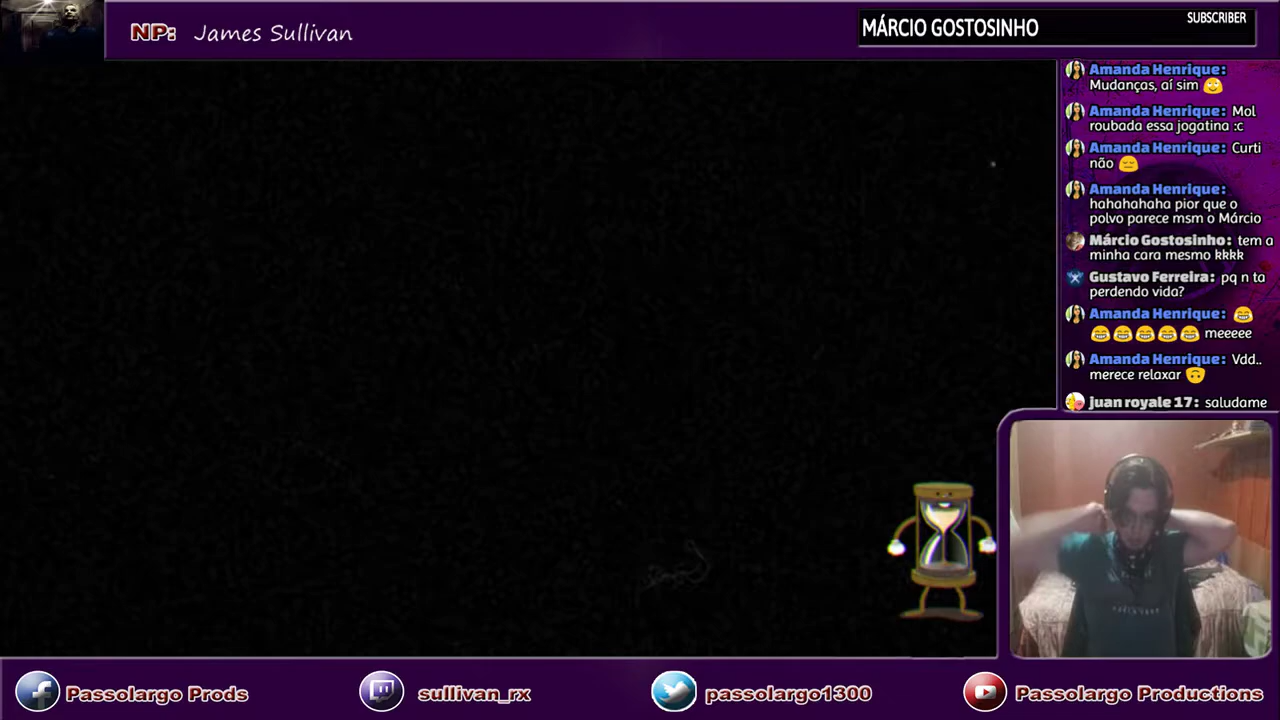 NP: James Sullivan
SUBSCRIBER
MÁRCIO GOSTOSINHO
Amanda Henrique:
Mudanças, aí sim 🙄
Amanda Henrique: Mol
roubada essa jogatina :c
Amanda Henrique: Curti
não 😔
Amanda Henrique:
hahahahaha pior que o
polvo parece msm o Márcio
Márcio Gostosinho: tem a
minha cara mesmo kkkk
Gustavo Ferreira: pq n ta
perdendo vida?
Amanda Henrique: 😂
😂😂😂😂😂 meeeee
Amanda Henrique: Vdd..
merece relaxar 🙃
juan royale 17: saludame
Passolargo Prods
sullivan_rx
passolargo1300
Passolargo Productions